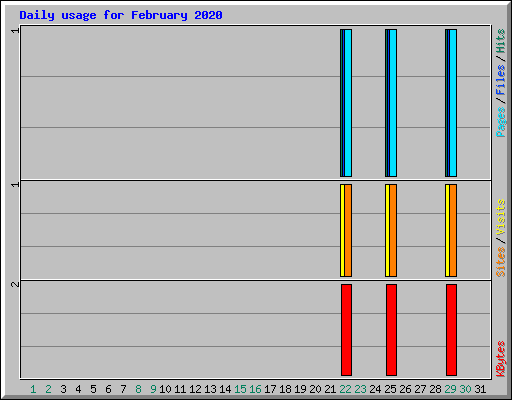 Daily usage for February 2020
1
Pages/Files/Hits
1
Sites/Visits
2
KBytes
1 2 3 4 5 6 7 8 9 10 11 12 13 14 15 16 17 18 19 20 21 22 23 24 25 26 27 28 29 30 31